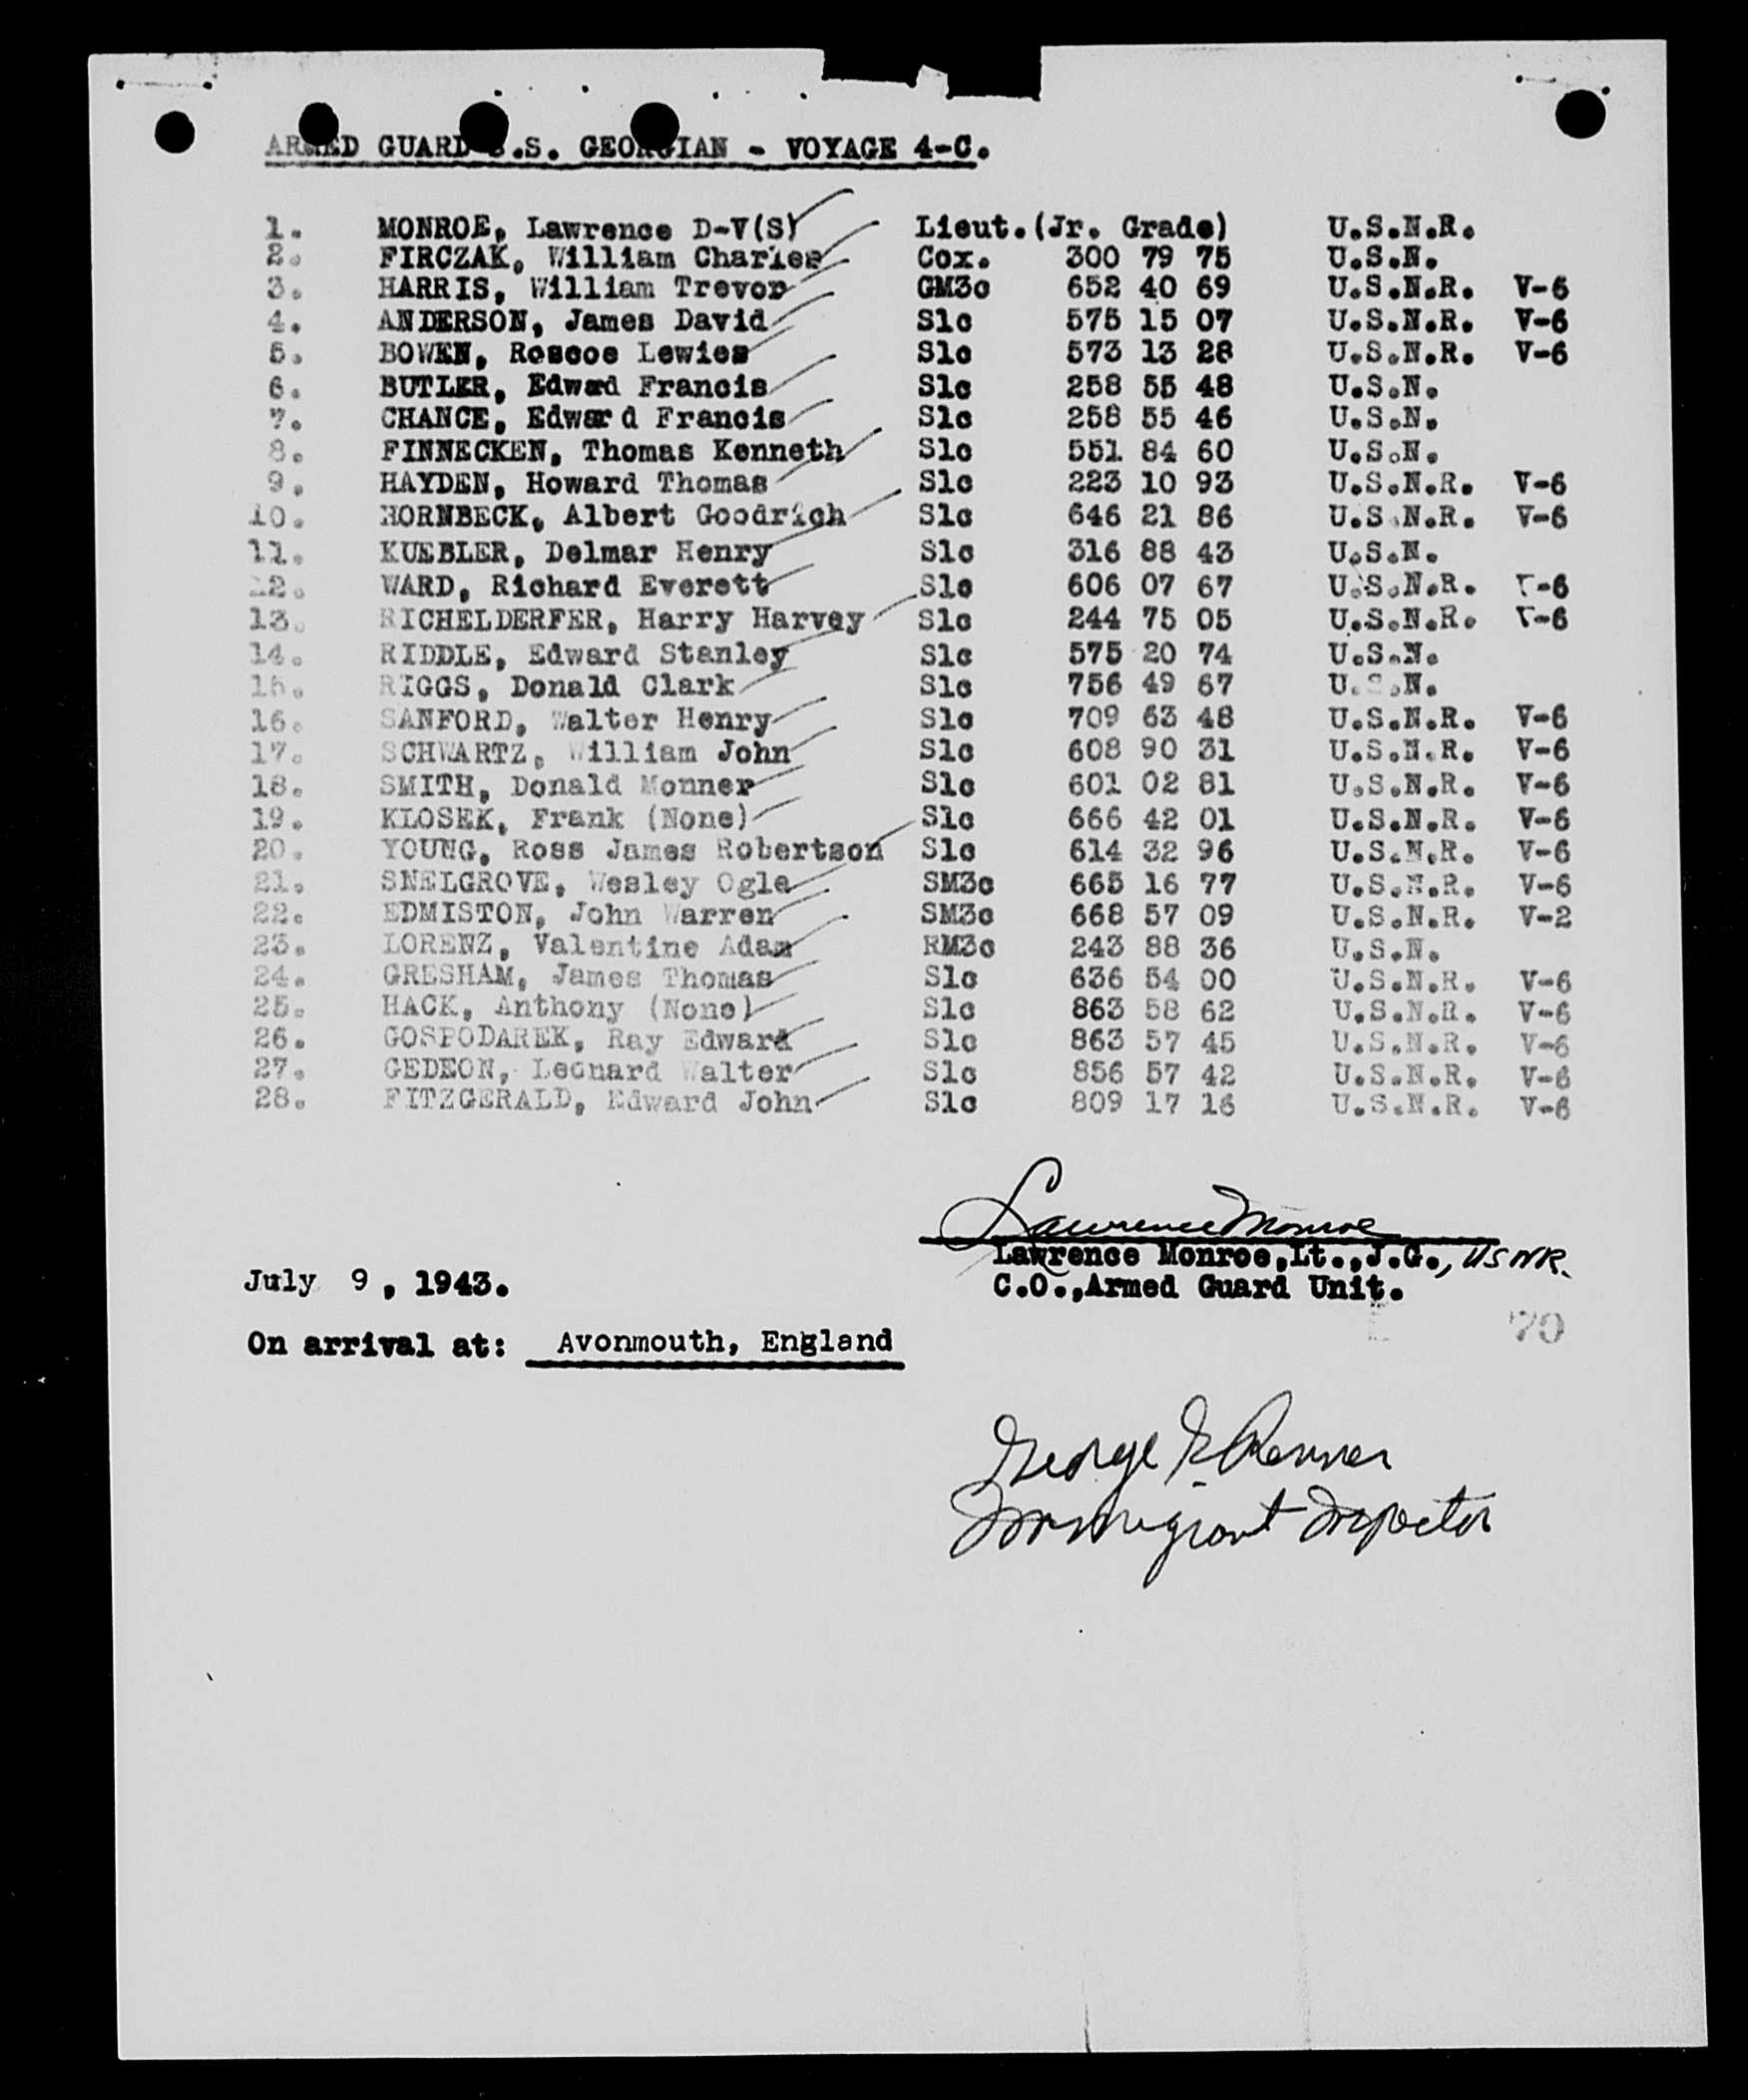 ARMED GUARD S.S. GEORGIAN - VOYAGE 4-C.
1. MONROE, Lawrence D-V(S) Lieut.(Jr. Grade) U.S.N.R.
2. FIRCZAK, William Charles Cox. 300 79 75 U.S.N.
3. HARRIS, William Trevor GM3c 652 40 69 U.S.N.R. V-6
4. ANDERSON, James David S1c 575 15 07 U.S.N.R. V-6
5. BOWEN, Roscoe Lewies S1c 573 13 28 U.S.N.R. V-6
6. BUTLER, Edward Francis S1c 258 55 48 U.S.N.
7. CHANCE, Edward Francis S1c 258 55 46 U.S.N.
8. FINNECKEN, Thomas Kenneth S1c 551 84 60 U.S.N.
9. HAYDEN, Howard Thomas S1c 223 10 93 U.S.N.R. V-6
10. HORNBECK, Albert Goodrich S1c 646 21 86 U.S.N.R. V-6
11. KUEBLER, Delmar Henry S1c 316 88 43 U.S.N.
12. WARD, Richard Everett S1c 606 07 67 U.S.N.R. V-6
13. RICHELDERFER, Harry Harvey S1c 244 75 05 U.S.N.R. V-6
14. RIDDLE, Edward Stanley S1c 575 20 74 U.S.N.
15. RIGGS, Donald Clark S1c 756 49 67 U.S.N.
16. SANFORD, Walter Henry S1c 709 63 48 U.S.N.R. V-6
17. SCHWARTZ, William John S1c 608 90 31 U.S.N.R. V-6
18. SMITH, Donald Monner S1c 601 02 81 U.S.N.R. V-6
19. KLOSEK, Frank (None) S1c 666 42 01 U.S.N.R. V-6
20. YOUNG, Ross James Robertson S1c 614 32 96 U.S.N.R. V-6
21. SNELGROVE, Wesley Ogle SM3c 665 16 77 U.S.N.R. V-6
22. EDMISTON, John Warren SM3c 668 57 09 U.S.N.R. V-2
23. LORENZ, Valentine Adam RM3c 243 88 36 U.S.N.
24. GRESHAM, James Thomas S1c 636 54 00 U.S.N.R. V-6
25. HACK, Anthony (None) S1c 863 58 62 U.S.N.R. V-6
26. GOSPODAREK, Ray Edward S1c 863 57 45 U.S.N.R. V-6
27. GEDEON, Leonard Walter S1c 856 57 42 U.S.N.R. V-6
28. FITZGERALD, Edward John S1c 809 17 16 U.S.N.R. V-6
Lawrence Monroe
Lawrence Monroe,Lt.,J.G., USNR.
July 9, 1943. C.O.,Armed Guard Unit.
70
On arrival at: Avonmouth, England
George E Renner
Immigrant Inspector